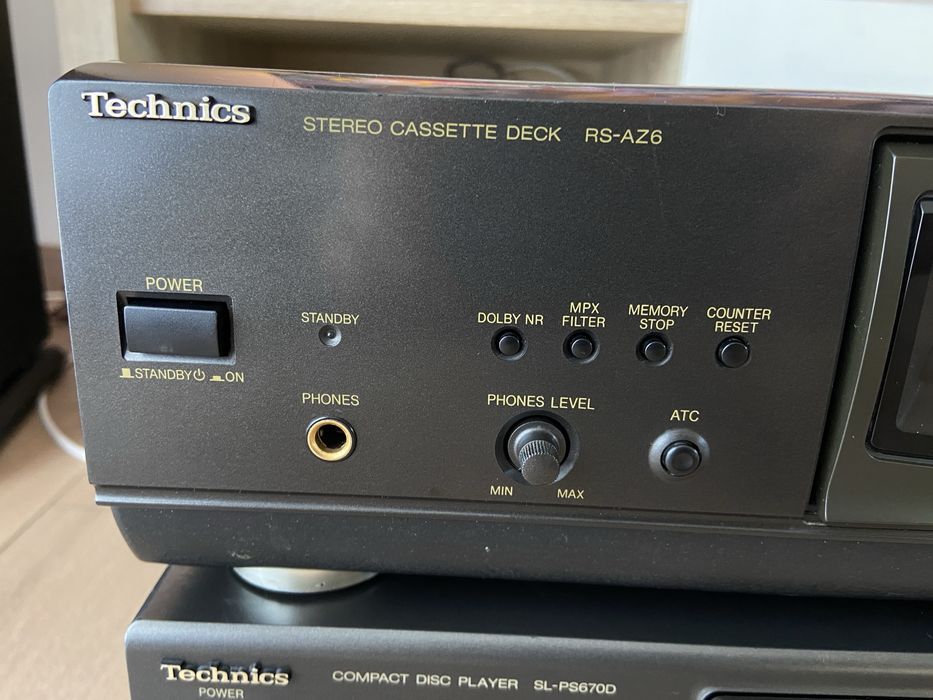 Technics
STEREO CASSETTE DECK RS-AZ6
POWER
STANDBY ON
STANDBY
PHONES
DOLBY NR
MPX
FILTER
MEMORY
STOP
COUNTER
RESET
PHONES LEVEL
MIN MAX
ATC
Technics
COMPACT DISC PLAYER SL-PS670D
POWER